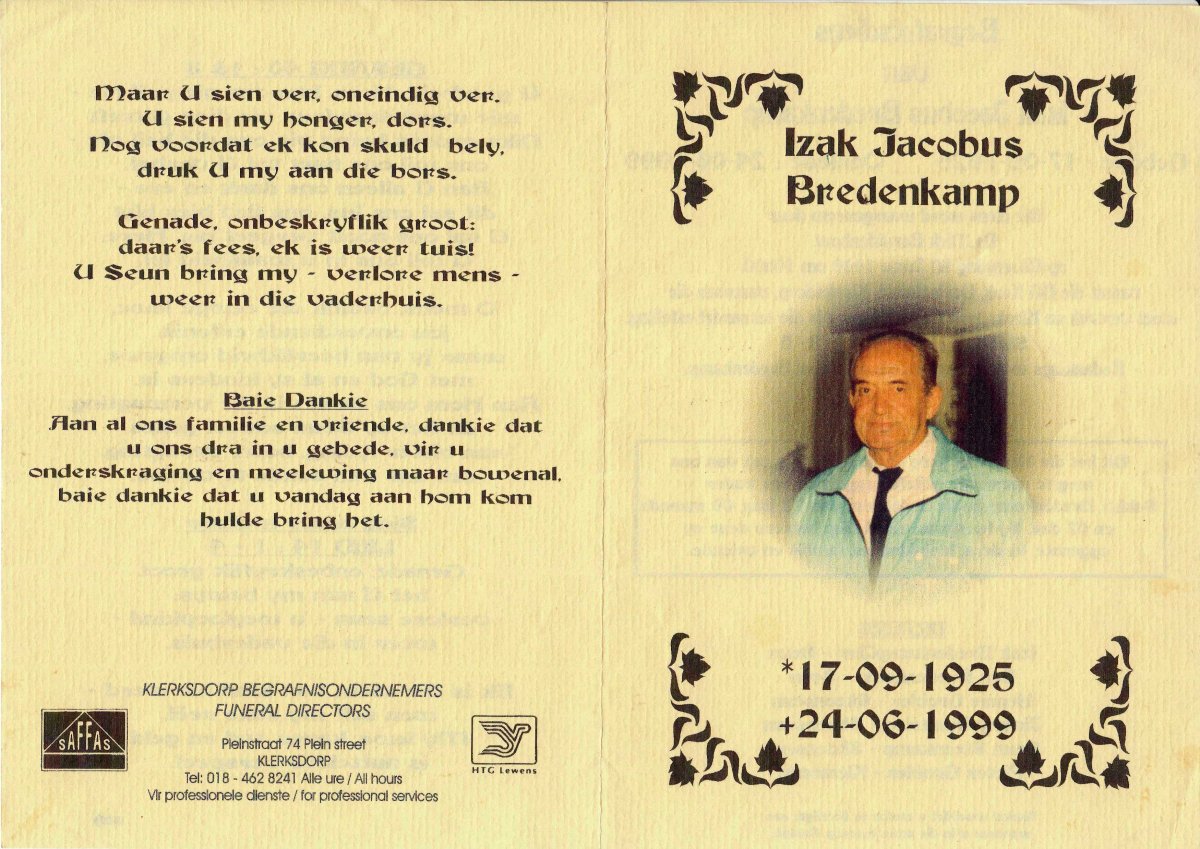 Maar U sien ver, oneindig ver.
U sien my honger, dors.
Nog voordat ek kon skuld bely,
druk U my aan die bors.
Genade, onbeskryflik groot:
daar's fees, ek is weer tuis!
U Seun bring my - verlore mens -
weer in die vaderhuis.
Baie Dankie
Aan al ons familie en vriende, dankie dat
u ons dra in u gebede, vir u
onderskraging en meelewing maar bowenal,
baie dankie dat u vandag aan hom kom
hulde bring het.
KLERKSDORP BEGRAFNISONDERNEMERS
FUNERAL DIRECTORS
Pleinstraat 74 Plein street
KLERKSDORP
Tel: 018 - 462 8241 Alle ure / All hours
Vir professionele dienste / for professional services
SAFFAS
HTG Lewens
Izak Jacobus
Bredenkamp
*17-09-1925
+24-06-1999